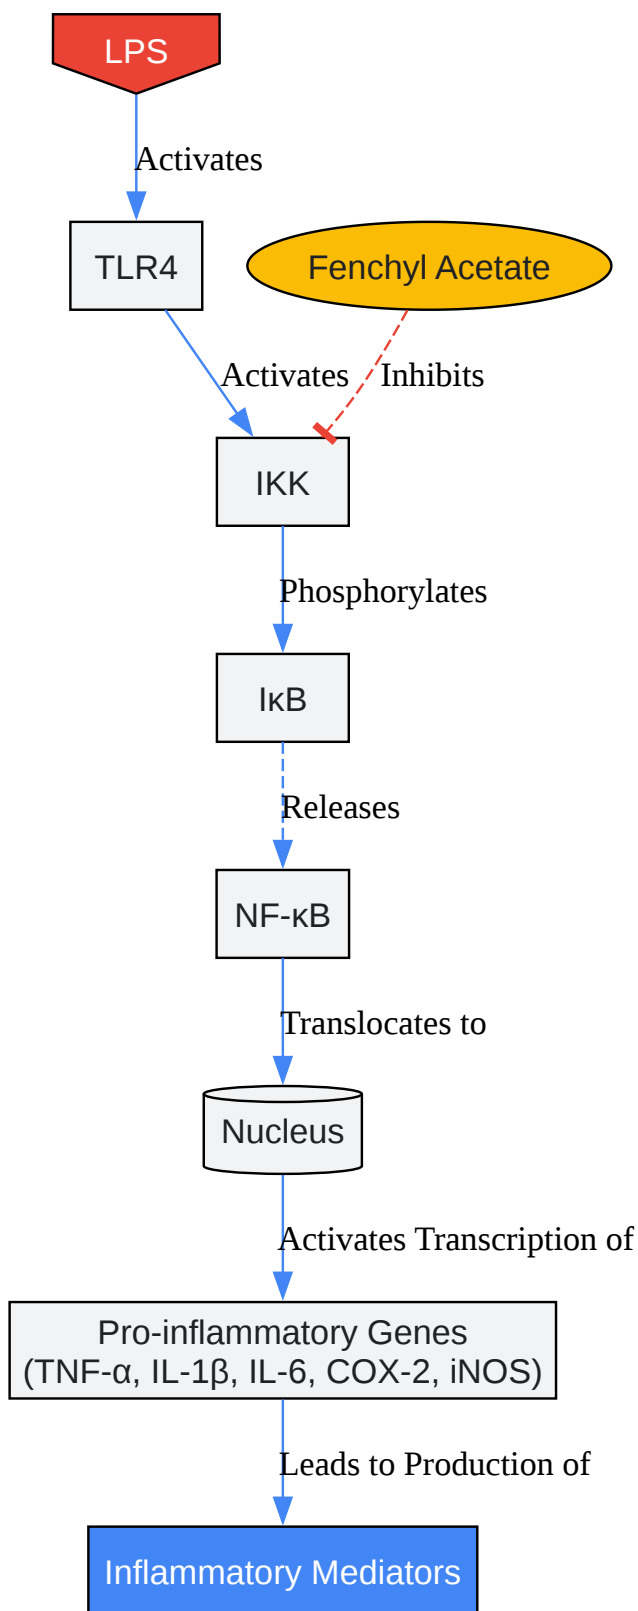 LPS
Activates
TLR4
Fenchyl Acetate
Activates
Inhibits
IKK
Phosphorylates
IκB
Releases
NF-κB
Translocates to
Nucleus
Activates Transcription of
Pro-inflammatory Genes
(TNF-α, IL-1β, IL-6, COX-2, iNOS)
Leads to Production of
Inflammatory Mediators